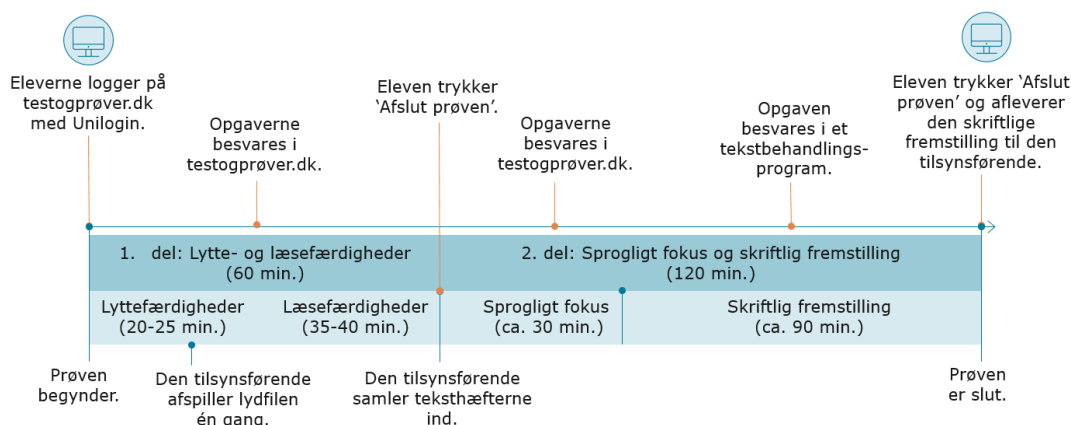 Eleverne logger på
testogprøver.dk
med Unilogin.
Opgaverne
besvares i
testogprøver.dk.
Eleven trykker
‘Afslut prøven’.
Opgaverne
besvares i
testogprøver.dk.
Opgaven
besvares i et
tekstbehandlings-
program.
Eleven trykker ‘Afslut
prøven’ og afleverer
den skriftlige
fremstilling til den
tilsynsførende.
1. del: Lytte- og læsefærdigheder
(60 min.)
2. del: Sprogligt fokus og skriftlig fremstilling
(120 min.)
Lyttefærdigheder
(20-25 min.)
Læsefærdigheder
(35-40 min.)
Sprogligt fokus
(ca. 30 min.)
Skriftlig fremstilling
(ca. 90 min.)
Prøven
begynder.
Den tilsynsførende
afspiller lydfilen
én gang.
Den tilsynsførende
samler teksthæfterne
ind.
Prøven
er slut.